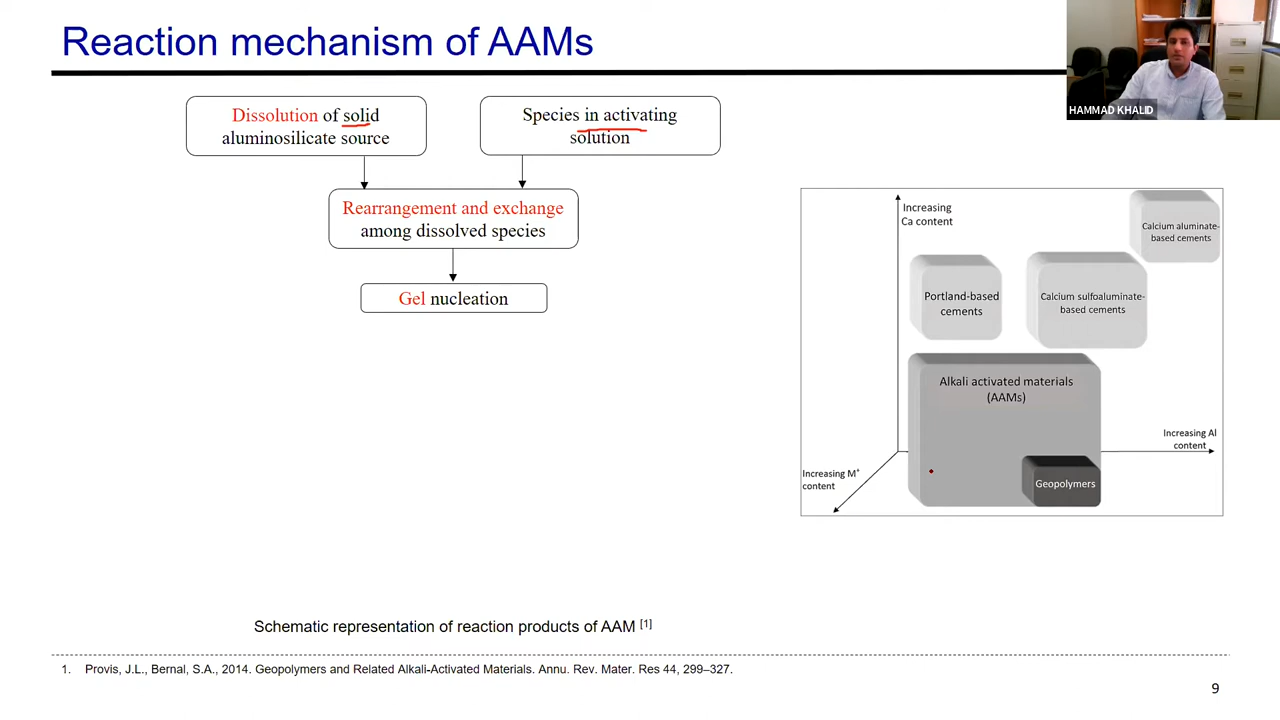 Reaction mechanism of AAMs
HAMMAD KHALID
Dissolution of solid
aluminosilicate source
Species in activating
solution
Rearrangement and exchange
among dissolved species
Gel nucleation
Increasing
Ca content
Calcium aluminate-
based cements
Portland-based
cements
Calcium sulfoaluminate-
based cements
Alkali activated materials
(AAMs)
Increasing Al
content
Increasing M⁺
content
Geopolymers
Schematic representation of reaction products of AAM [1]
1. Provis, J.L., Bernal, S.A., 2014. Geopolymers and Related Alkali-Activated Materials. Annu. Rev. Mater. Res 44, 299–327.
9